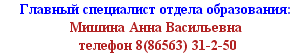 Главный специалист отдела образования:
Мишина Анна Васильевна
телефон 8(86563) 31-2-50